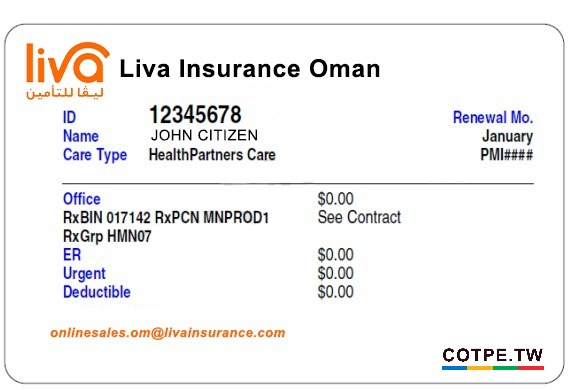 liva Liva Insurance Oman
ليڤا للتأمين
ID 12345678 Renewal Mo.
Name JOHN CITIZEN January
Care Type HealthPartners Care PMI####
Office $0.00
RxBIN 017142 RxPCN MNPROD1 See Contract
RxGrp HMN07
ER $0.00
Urgent $0.00
Deductible $0.00
onlinesales.om@livainsurance.com
COTPE.TW